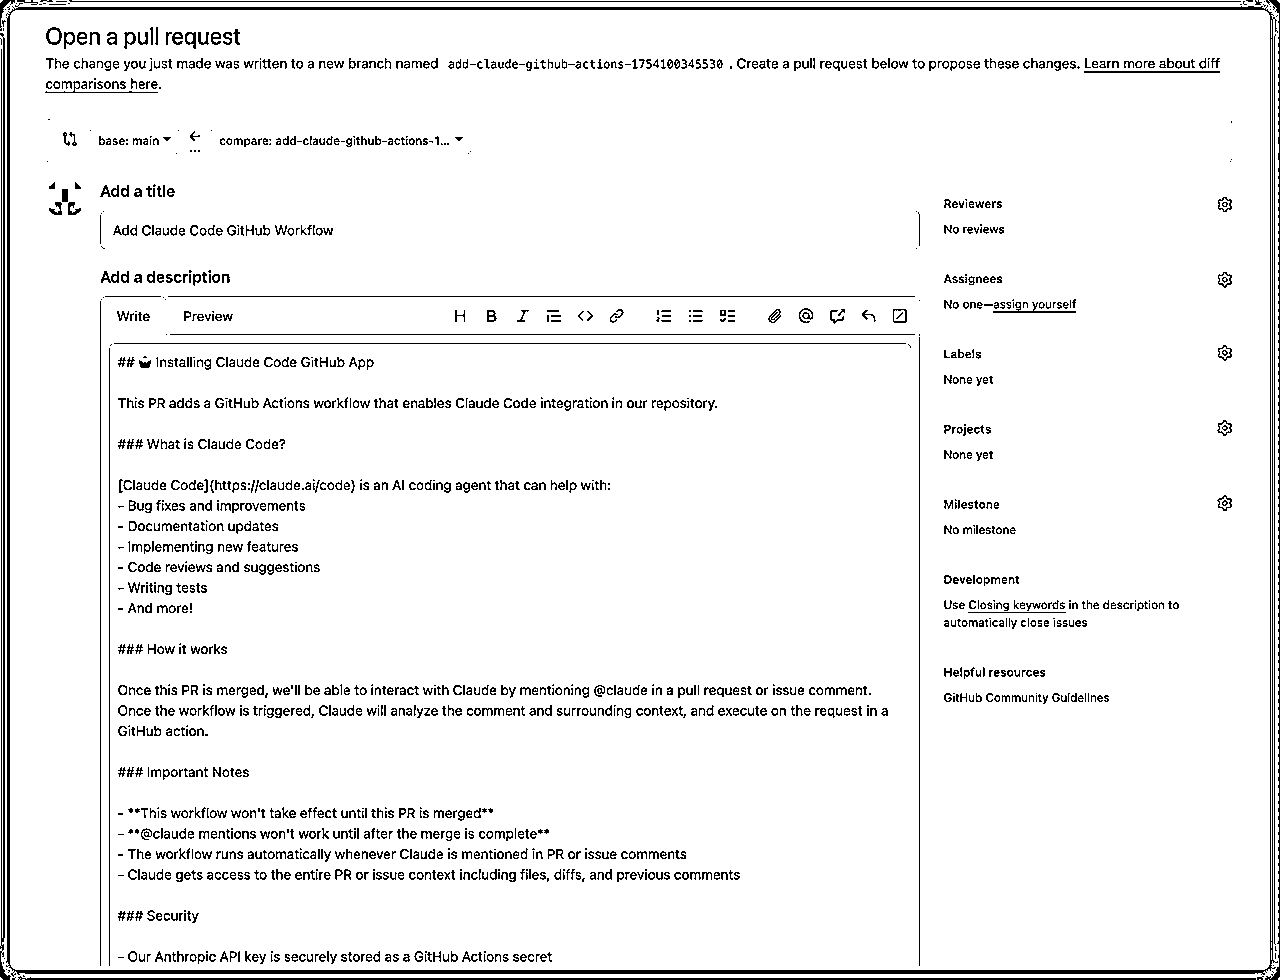 Open a pull request
The change you just made was written to a new branch named add-claude-github-actions-1754100345530 . Create a pull request below to propose these changes. Learn more about diff
comparisons here.
base: main
compare: add-claude-github-actions-1...
Add a title
Add Claude Code GitHub Workflow
Add a description
Write Preview
## 🤖 Installing Claude Code GitHub App
This PR adds a GitHub Actions workflow that enables Claude Code integration in our repository.
### What is Claude Code?
[Claude Code](https://claude.ai/code) is an AI coding agent that can help with:
- Bug fixes and improvements
- Documentation updates
- Implementing new features
- Code reviews and suggestions
- Writing tests
- And more!
### How it works
Once this PR is merged, we'll be able to interact with Claude by mentioning @claude in a pull request or issue comment.
Once the workflow is triggered, Claude will analyze the comment and surrounding context, and execute on the request in a
GitHub action.
### Important Notes
- **This workflow won't take effect until this PR is merged**
- **@claude mentions won't work until after the merge is complete**
- The workflow runs automatically whenever Claude is mentioned in PR or issue comments
- Claude gets access to the entire PR or issue context including files, diffs, and previous comments
### Security
- Our Anthropic API key is securely stored as a GitHub Actions secret
Reviewers
No reviews
Assignees
No one—assign yourself
Labels
None yet
Projects
None yet
Milestone
No milestone
Development
Use Closing keywords in the description to
automatically close issues
Helpful resources
GitHub Community Guidelines